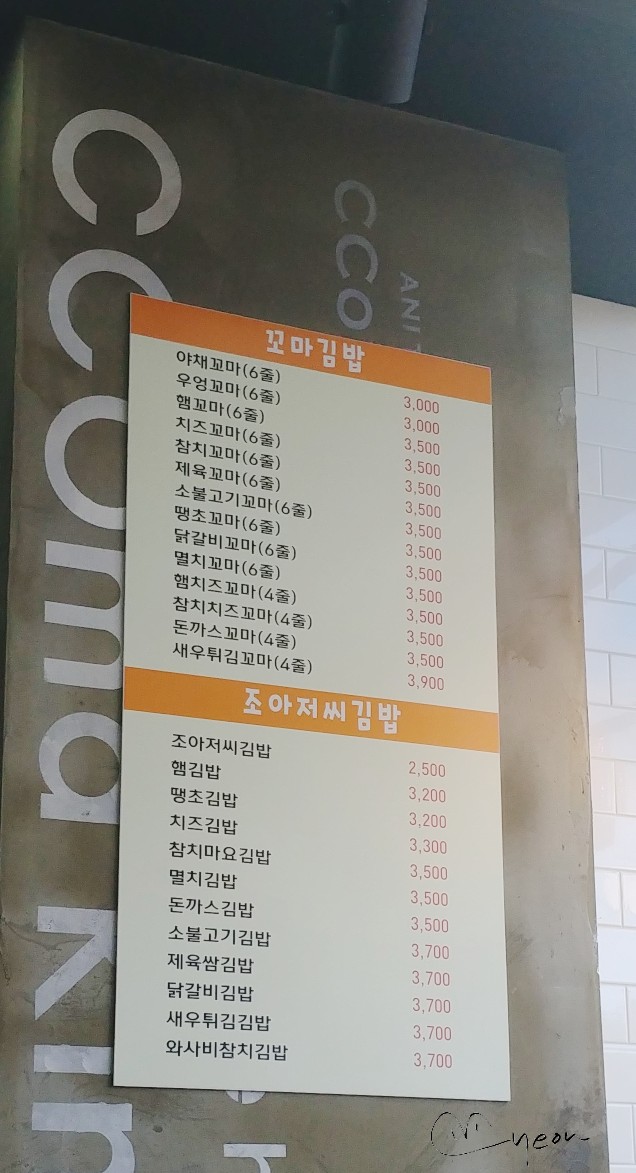 CComa Kin
CCO
ANI
꼬마김밥
야채꼬마(6줄) 3,000
우엉꼬마(6줄) 3,000
햄꼬마(6줄) 3,500
치즈꼬마(6줄) 3,500
참치꼬마(6줄) 3,500
제육꼬마(6줄) 3,500
소불고기꼬마(6줄) 3,500
땡초꼬마(6줄) 3,500
닭갈비꼬마(6줄) 3,500
멸치꼬마(6줄) 3,500
햄치즈꼬마(4줄) 3,500
참치치즈꼬마(4줄) 3,500
돈까스꼬마(4줄) 3,500
새우튀김꼬마(4줄) 3,900
조아저씨김밥
조아저씨김밥 2,500
햄김밥 3,200
땡초김밥 3,200
치즈김밥 3,300
참치마요김밥 3,500
멸치김밥 3,500
돈까스김밥 3,500
소불고기김밥 3,700
제육쌈김밥 3,700
닭갈비김밥 3,700
새우튀김김밥 3,700
와사비참치김밥 3,700